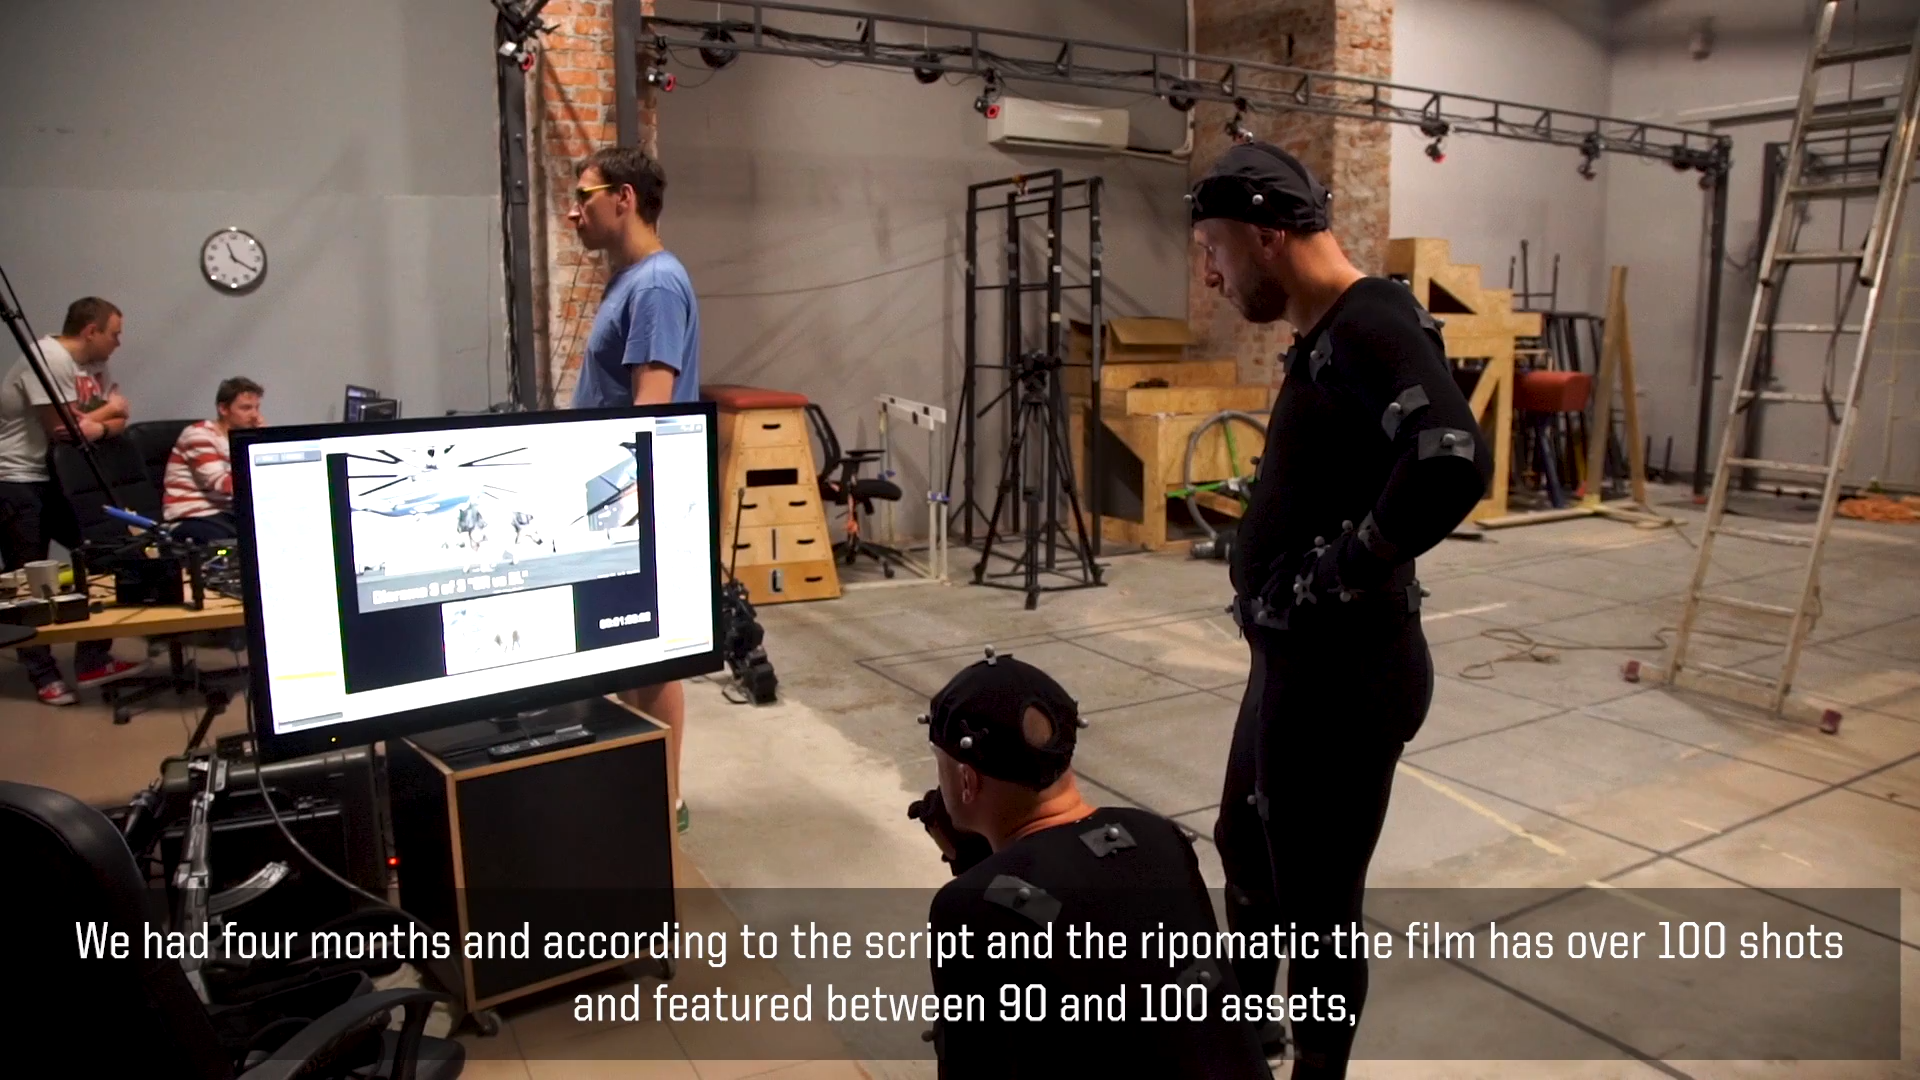 We had four months and according to the script and the ripomatic the film has over 100 shots
and featured between 90 and 100 assets,